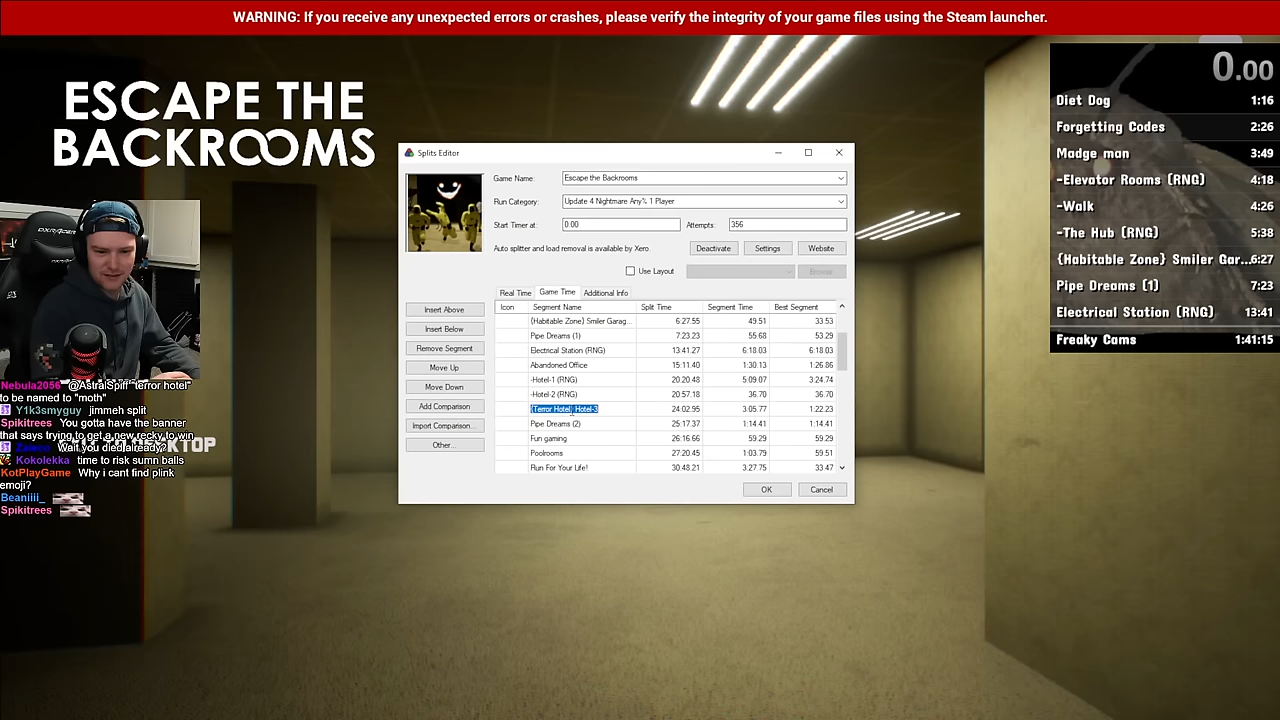 WARNING: If you receive any unexpected errors or crashes, please verify the integrity of your game files using the Steam launcher.
ESCAPE THE
BACKROOMS
0.00
Diet Dog 1:16
Forgetting Codes 2:26
Madge man 3:49
-Elevator Rooms (RNG) 4:18
-Walk 4:26
-The Hub (RNG) 5:38
{Habitable Zone} Smiler Gar...6:27
Pipe Dreams (1) 7:23
Electrical Station (RNG) 13:41
Freaky Cams 1:41:15
Splits Editor
Game Name: Escape the Backrooms
Run Category: Update 4 Nightmare Any% 1 Player
Start Timer at: 0.00 Attempts: 356
Auto splitter and load removal is available by Xero. Deactivate Settings Website
Use Layout Browse...
Real Time Game Time Additional Info
Icon Segment Name Split Time Segment Time Best Segment
{Habitable Zone} Smiler Garag... 6:27.55 49.51 33.53
Pipe Dreams (1) 7:23.23 55.68 53.29
Electrical Station (RNG) 13:41.27 6:18.03 6:18.03
Abandoned Office 15:11.40 1:30.13 1:26.86
-Hotel-1 (RNG) 20:20.48 5:09.07 3:24.74
-Hotel-2 (RNG) 20:57.18 36.70 36.70
{Terror Hotel} Hotel-3 24:02.95 3:05.77 1:22.23
Pipe Dreams (2) 25:17.37 1:14.41 1:14.41
Fun gaming 26:16.66 59.29 59.29
Poolrooms 27:20.45 1:03.79 59.51
Run For Your Life! 30:48.21 3:27.75 33.47
Insert Above
Insert Below
Remove Segment
Move Up
Move Down
Add Comparison
Import Comparison...
Other...
OK Cancel
DXRACER
Nebula2056 @AstralSpiff "terror hotel"
to be named to "moth"
Y1k3smyguy jimmeh split
Spikitrees You gotta have the banner
that says trying to get a new recky to win
Wait you died already?
Kokolekka time to risk sumn balls
KotPlayGame Why i cant find plink
emoji?
Beaniiii_
Spikitrees